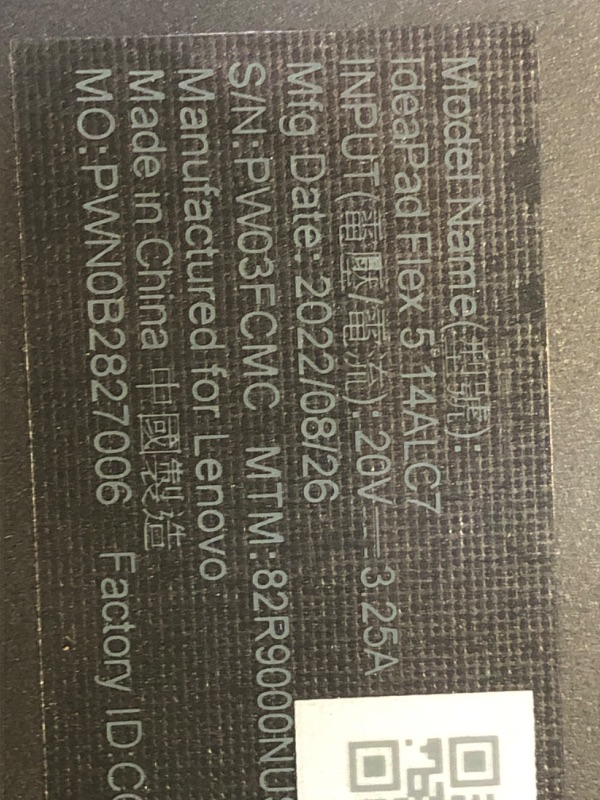 Model Name(型號):
IdeaPad Flex 5 14ALC7
INPUT(電壓/電流): 20V⎓3.25A
Mfg Date: 2022/08/26
S/N:PW03FCMC MTM:82R9000NUS
Manufactured for Lenovo
Made in China 中國製造
MO:PWN0B2827006 Factory ID: